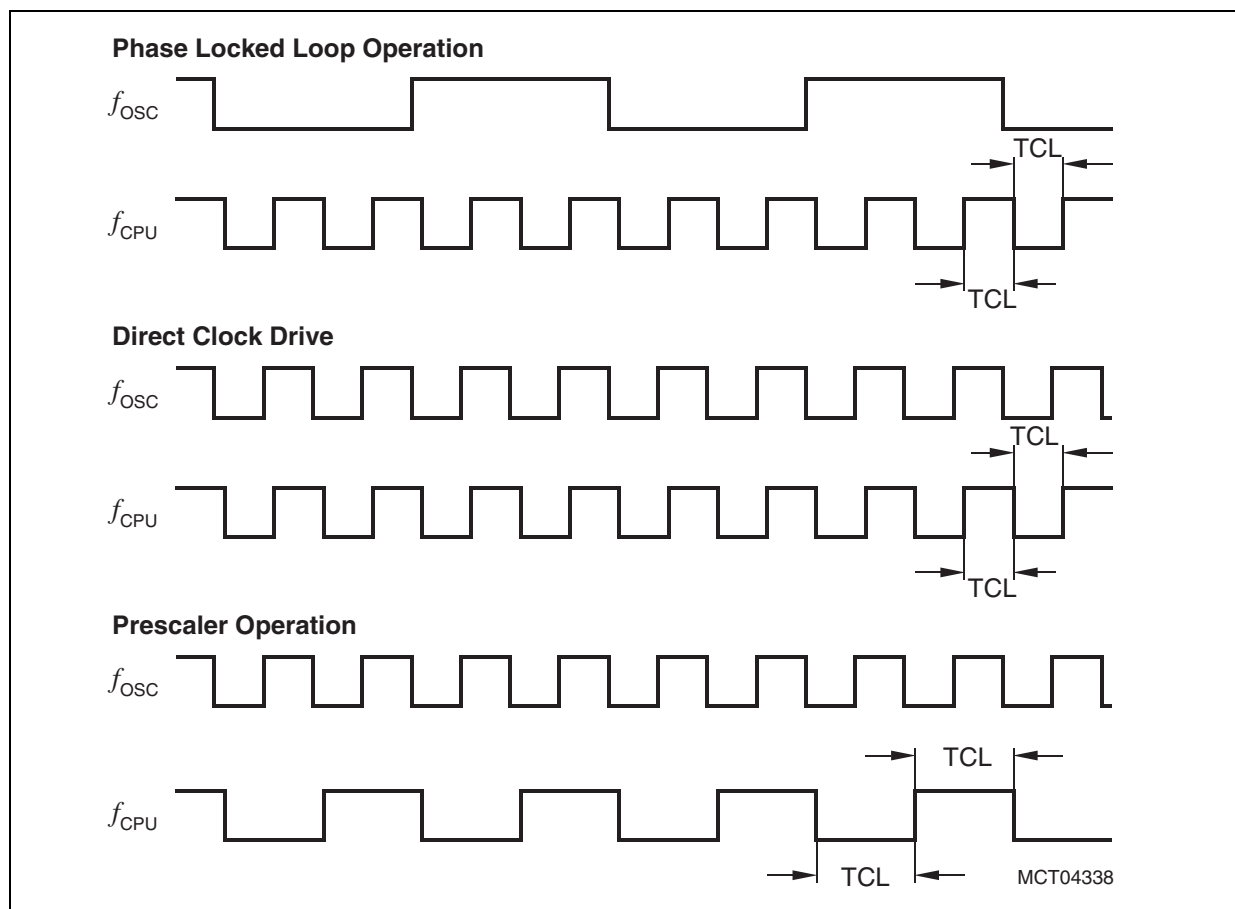 Phase Locked Loop Operation
fOSC
TCL
fCPU
TCL
Direct Clock Drive
fOSC
TCL
fCPU
TCL
Prescaler Operation
fOSC
TCL
fCPU
TCL
MCT04338